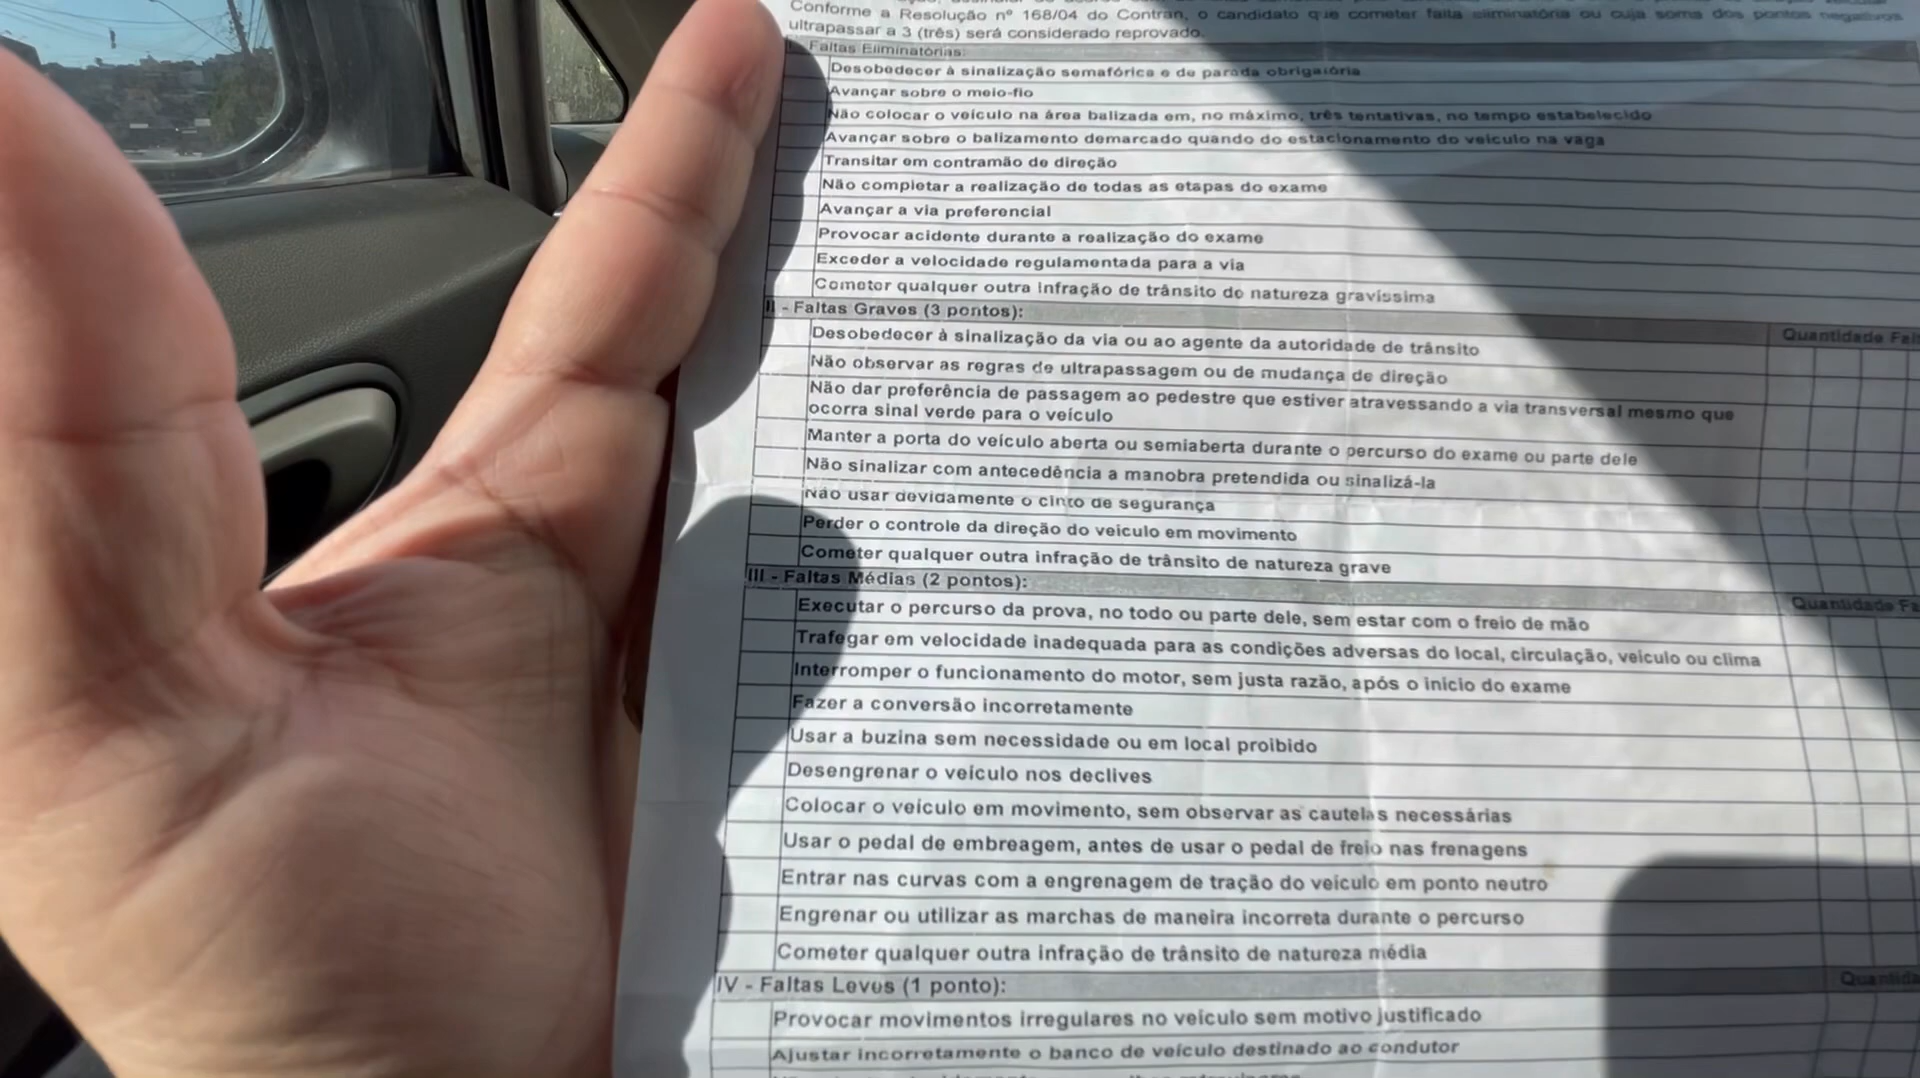 Conforme a Resolução nº 168/04 do Contran, o candidato que cometer falta eliminatória ou cuja soma dos pontos negativos
ultrapassar a 3 (três) será considerado reprovado.
I - Faltas Eliminatórias:
Desobedecer à sinalização semafórica e de parada obrigatória
Avançar sobre o meio-fio
Não colocar o veículo na área balizada em, no máximo, três tentativas, no tempo estabelecido
Avançar sobre o balizamento demarcado quando do estacionamento do veículo na vaga
Transitar em contramão de direção
Não completar a realização de todas as etapas do exame
Avançar a via preferencial
Provocar acidente durante a realização do exame
Exceder a velocidade regulamentada para a via
Cometer qualquer outra infração de trânsito de natureza gravíssima
II - Faltas Graves (3 pontos):
Quantidade
Desobedecer à sinalização da via ou ao agente da autoridade de trânsito
Não observar as regras de ultrapassagem ou de mudança de direção
Não dar preferência de passagem ao pedestre que estiver atravessando a via transversal mesmo que
ocorra sinal verde para o veículo
Manter a porta do veículo aberta ou semiaberta durante o percurso do exame ou parte dele
Não sinalizar com antecedência a manobra pretendida ou sinalizá-la
Não usar devidamente o cinto de segurança
Perder o controle da direção do veículo em movimento
Cometer qualquer outra infração de trânsito de natureza grave
III - Faltas Médias (2 pontos):
Quantidade
Executar o percurso da prova, no todo ou parte dele, sem estar com o freio de mão
Trafegar em velocidade inadequada para as condições adversas do local, circulação, veículo ou clima
Interromper o funcionamento do motor, sem justa razão, após o início do exame
Fazer a conversão incorretamente
Usar a buzina sem necessidade ou em local proibido
Desengrenar o veículo nos declives
Colocar o veículo em movimento, sem observar as cautelas necessárias
Usar o pedal de embreagem, antes de usar o pedal de freio nas frenagens
Entrar nas curvas com a engrenagem de tração do veículo em ponto neutro
Engrenar ou utilizar as marchas de maneira incorreta durante o percurso
Cometer qualquer outra infração de trânsito de natureza média
IV - Faltas Leves (1 ponto):
Provocar movimentos irregulares no veículo sem motivo justificado
Ajustar incorretamente o banco de veículo destinado ao condutor